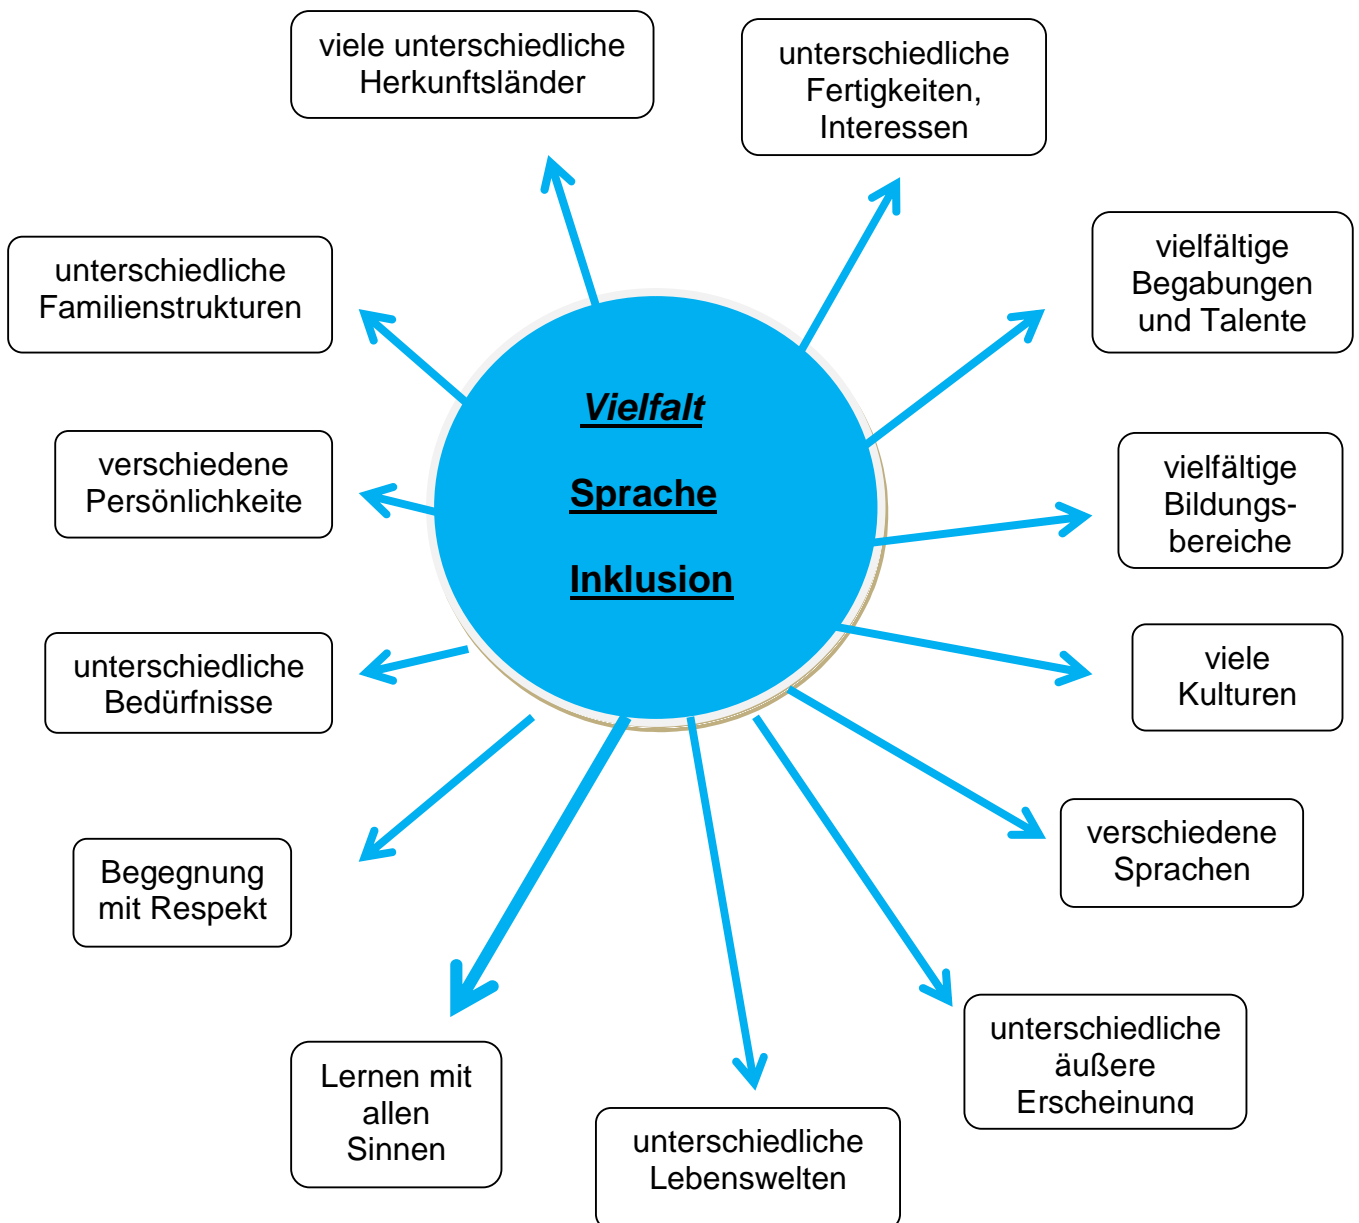 viele unterschiedliche
Herkunftsländer
unterschiedliche
Fertigkeiten,
Interessen
unterschiedliche
Familienstrukturen
vielfältige
Begabungen
und Talente
Vielfalt
Sprache
Inklusion
verschiedene
Persönlichkeite
vielfältige
Bildungs-
bereiche
unterschiedliche
Bedürfnisse
viele
Kulturen
Begegnung
mit Respekt
verschiedene
Sprachen
Lernen mit
allen
Sinnen
unterschiedliche
Lebenswelten
unterschiedliche
äußere
Erscheinung